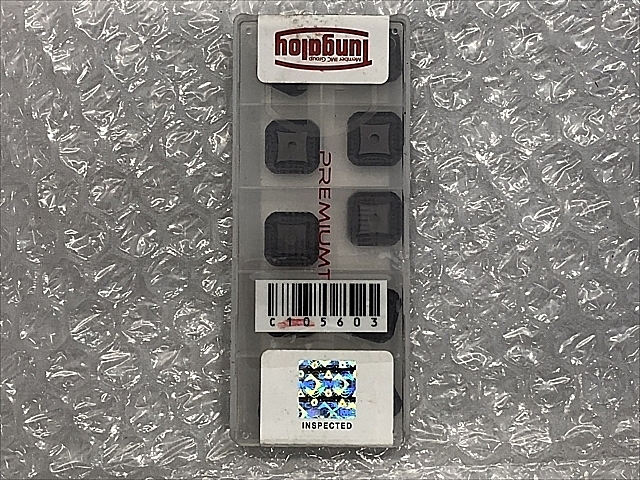 Tungaloy
Member IMC Group
PREMIUMT
C105603
INSPECTED